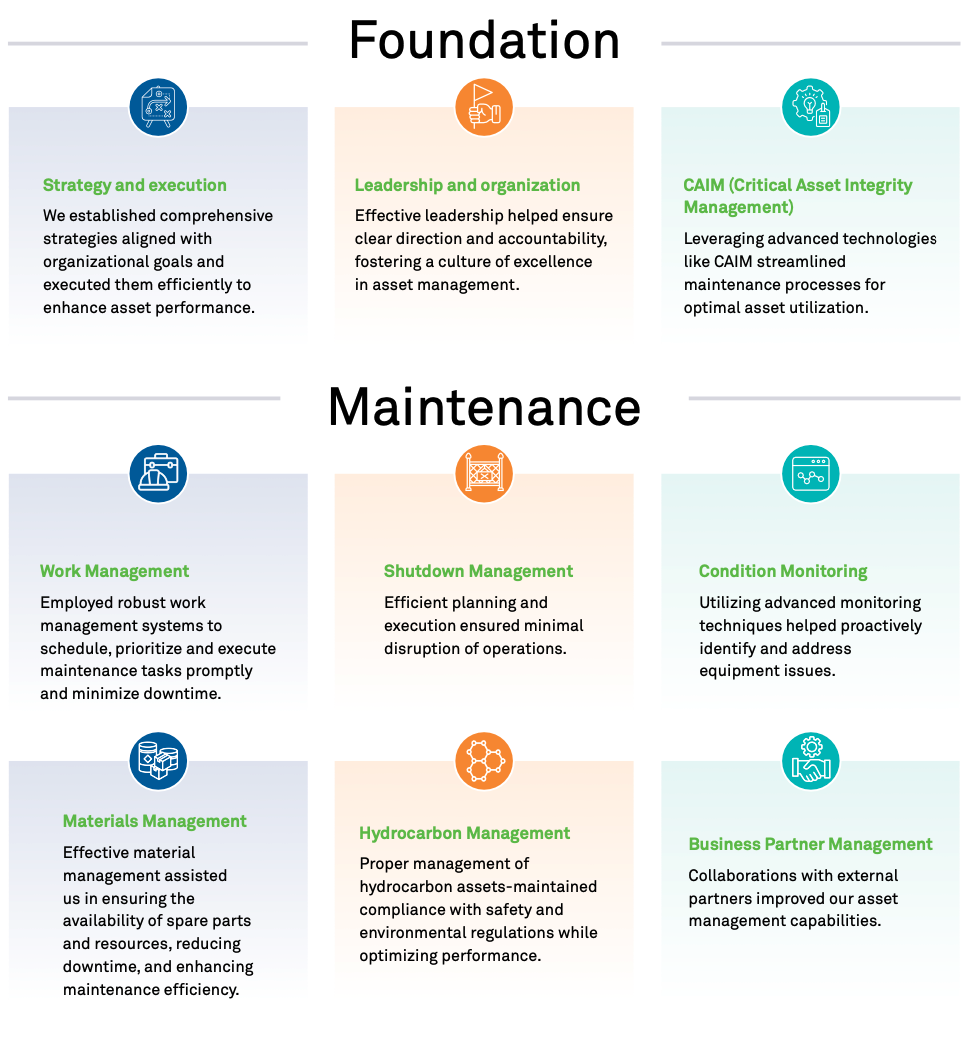 Foundation
Strategy and execution
We established comprehensive
strategies aligned with
organizational goals and
executed them efficiently to
enhance asset performance.
Leadership and organization
Effective leadership helped ensure
clear direction and accountability,
fostering a culture of excellence
in asset management.
CAIM (Critical Asset Integrity
Management)
Leveraging advanced technologies
like CAIM streamlined
maintenance processes for
optimal asset utilization.
Maintenance
Work Management
Employed robust work
management systems to
schedule, prioritize and execute
maintenance tasks promptly
and minimize downtime.
Shutdown Management
Efficient planning and
execution ensured minimal
disruption of operations.
Condition Monitoring
Utilizing advanced monitoring
techniques helped proactively
identify and address
equipment issues.
Materials Management
Effective material
management assisted
us in ensuring the
availability of spare parts
and resources, reducing
downtime, and enhancing
maintenance efficiency.
Hydrocarbon Management
Proper management of
hydrocarbon assets-maintained
compliance with safety and
environmental regulations while
optimizing performance.
Business Partner Management
Collaborations with external
partners improved our asset
management capabilities.